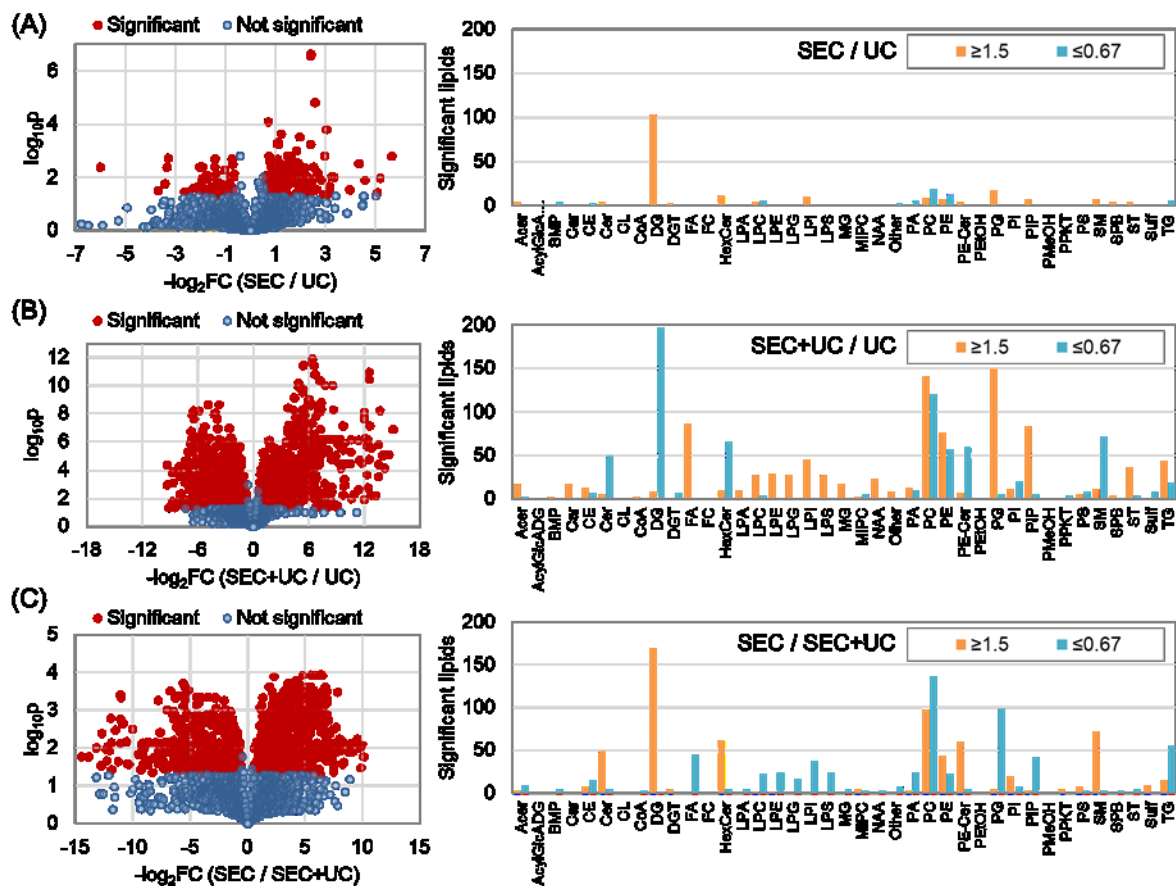 (A)
Significant
Not significant
6
4
2
0
log10p
-7
-5
-3
-1
1
3
5
7
-log2FC (SEC / UC)
200
150
100
50
0
Significant lipids
SEC / UC
≥1.5
≤0.67
Acer
AcylGlcA...
BMP
Car
CE
Cer
CL
CoA
DG
DGT
FA
FC
HexCer
LPA
LPC
LPE
LPG
LPI
LPS
MG
MIPC
NAA
Other
PA
PC
PE
PE-Cer
PEtOH
PG
PI
PIP
PMeOH
PPKT
PS
SM
SPB
ST
Sulf
TG
(B)
Significant
Not significant
12
10
8
6
4
2
0
log10p
-18
-12
-6
0
6
12
18
-log2FC (SEC+UC / UC)
200
150
100
50
0
Significant lipids
SEC+UC / UC
≥1.5
≤0.67
Acer
AcylGlcADG
BMP
Car
CE
Cer
CL
CoA
DG
DGT
FA
FC
HexCer
LPA
LPC
LPE
LPG
LPI
LPS
MG
MIPC
NAA
Other
PA
PC
PE
PE-Cer
PEtOH
PG
PI
PIP
PMeOH
PPKT
PS
SM
SPB
ST
Sulf
TG
(C)
Significant
Not significant
5
4
3
2
1
0
log10p
-15
-10
-5
0
5
10
15
-log2FC (SEC / SEC+UC)
200
150
100
50
0
Significant lipids
SEC / SEC+UC
≥1.5
≤0.67
Acer
AcylGlcADG
BMP
Car
CE
Cer
CL
CoA
DG
DGT
FA
FC
HexCer
LPA
LPC
LPE
LPG
LPI
LPS
MG
MIPC
NAA
Other
PA
PC
PE
PE-Cer
PEtOH
PG
PI
PIP
PMeOH
PPKT
PS
SM
SPB
ST
Sulf
TG